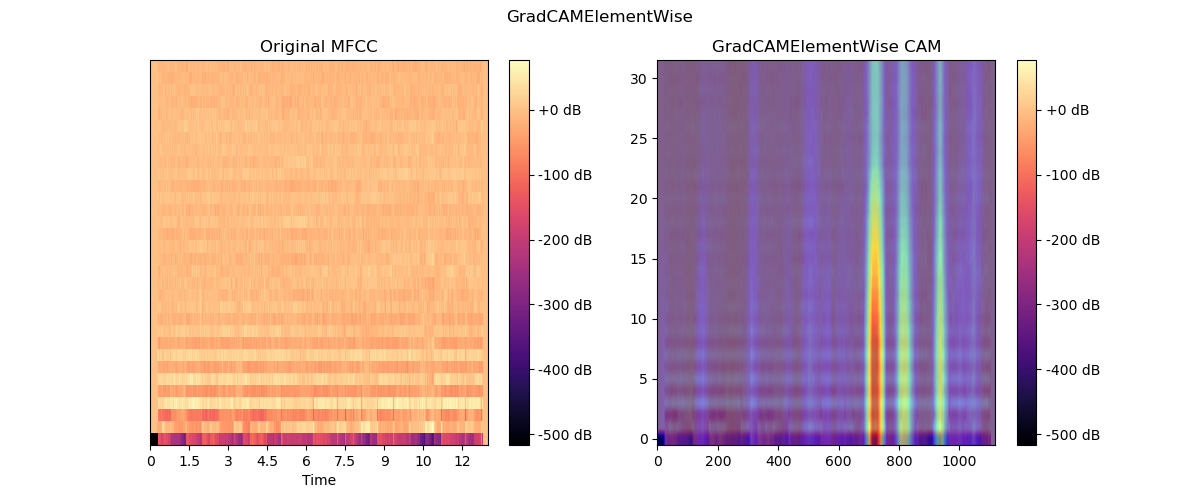 GradCAMElementWise
Original MFCC
+0 dB
-100 dB
-200 dB
-300 dB
-400 dB
-500 dB
0 1.5 3 4.5 6 7.5 9 10 12
Time
GradCAMElementWise CAM
30
25
20
15
10
5
0
0 200 400 600 800 1000
+0 dB
-100 dB
-200 dB
-300 dB
-400 dB
-500 dB